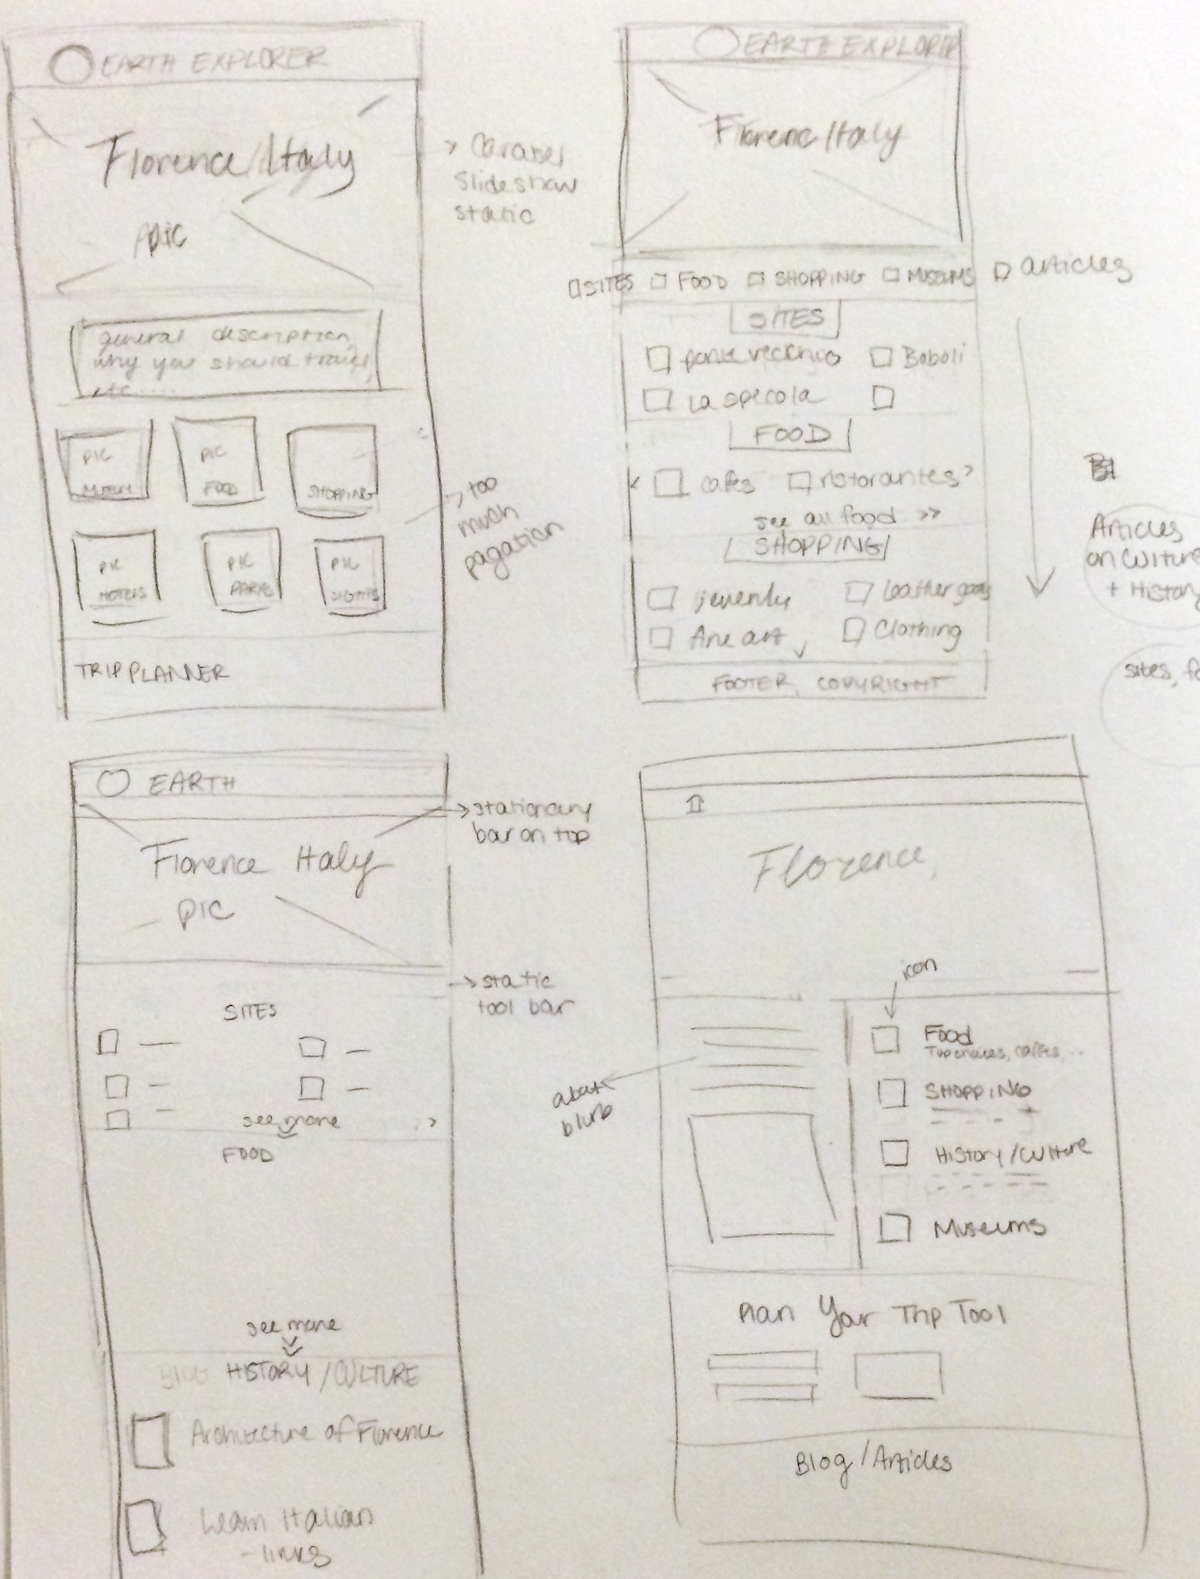 EARTH EXPLORER
Florence/Italy
pic
general description,
why you should travel,
etc....
PIC
PIC
FOOD
SHOPPING
PIC
HOTELS
PIC
PARKS
PIC
SIGHTS
TRIP PLANNER
> Carousel
Slideshow
static
too
much
pagation
EARTH EXPLORER
Florence/Italy
SITES FOOD SHOPPING MUSEUMS articles
SITES
ponte vecchio Boboli
La specola
FOOD
< cafes ristorantes >
see all food >>
SHOPPING
jewenly Leather goods
Fine art Clothing
FOOTER, COPYRIGHT
Articles
on culture
+ History
sites, fo
EARTH
Florence Italy
pic
stationary
bar on top
static
tool bar
SITES
see more
FOOD
see more
BLOG HISTORY/CULTURE
Architecture of Florence
Learn Italian
- links
Florence,
icon
about
blurb
Food
Top choices, caffes, ...
SHOPPING
History/Culture
Museums
Plan Your Trip Tool
Blog/Articles